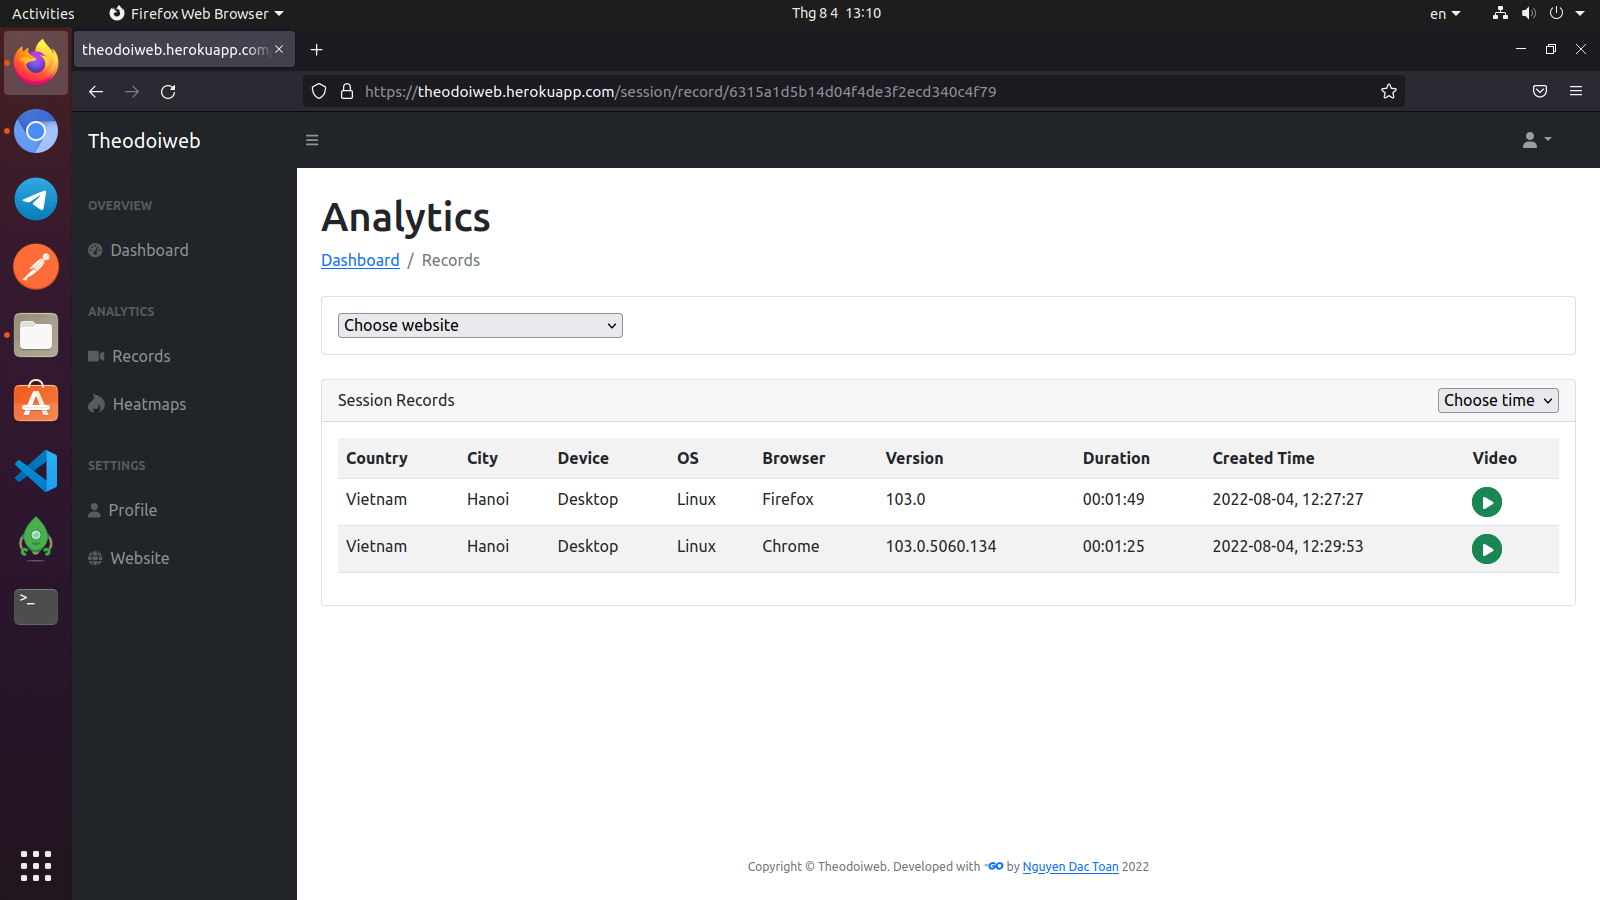 Activities Firefox Web Browser Thg 8 4 13:10 en
theodoiweb.herokuapp.com
https://theodoiweb.herokuapp.com/session/record/6315a1d5b14d04f4de3f2ecd340c4f79
Theodoiweb
OVERVIEW
Dashboard
ANALYTICS
Records
Heatmaps
SETTINGS
Profile
Website
Analytics
Dashboard / Records
Choose website
Session Records Choose time
Country City Device OS Browser Version Duration Created Time Video
Vietnam Hanoi Desktop Linux Firefox 103.0 00:01:49 2022-08-04, 12:27:27
Vietnam Hanoi Desktop Linux Chrome 103.0.5060.134 00:01:25 2022-08-04, 12:29:53
Copyright © Theodoiweb. Developed with GO by Nguyen Dac Toan 2022